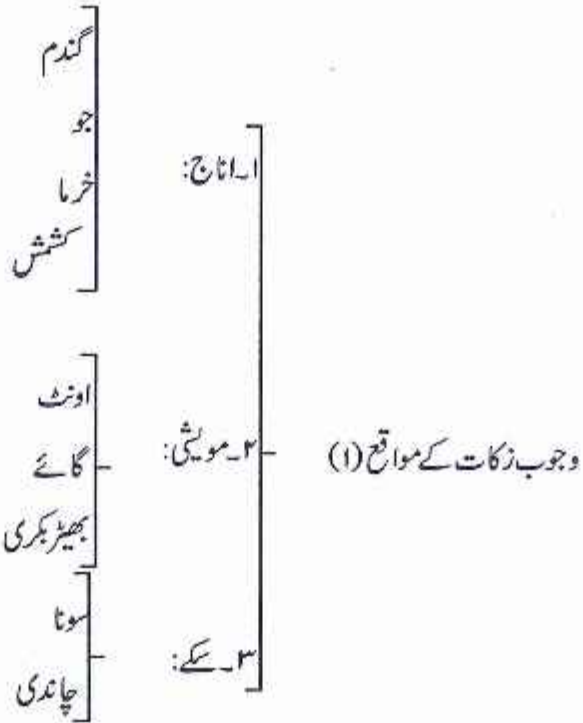 وجوب زکات کے مواقع (۱)
۱۔اناج:
گندم
جو
خرما
کشمش
۲۔مویشی:
اونٹ
گائے
بھیڑ بکری
۳۔سکے:
سونا
چاندی